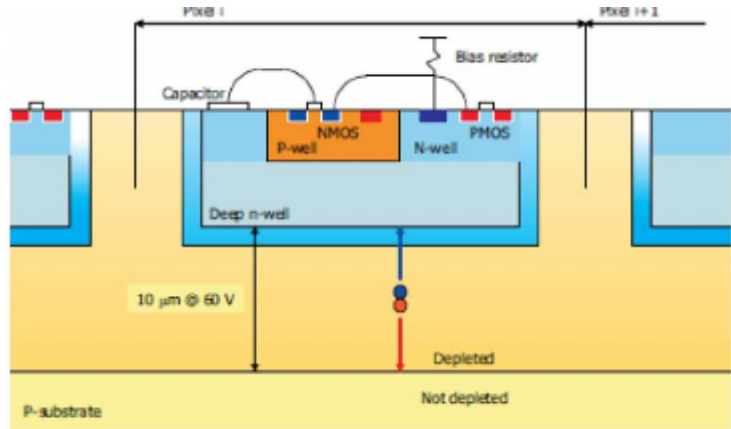 Pixel i
Pixel i+1
Bias resistor
Capacitor
NMOS
PMOS
P-well
N-well
Deep n-well
10 µm @ 60 V
Depleted
Not depleted
P-substrate